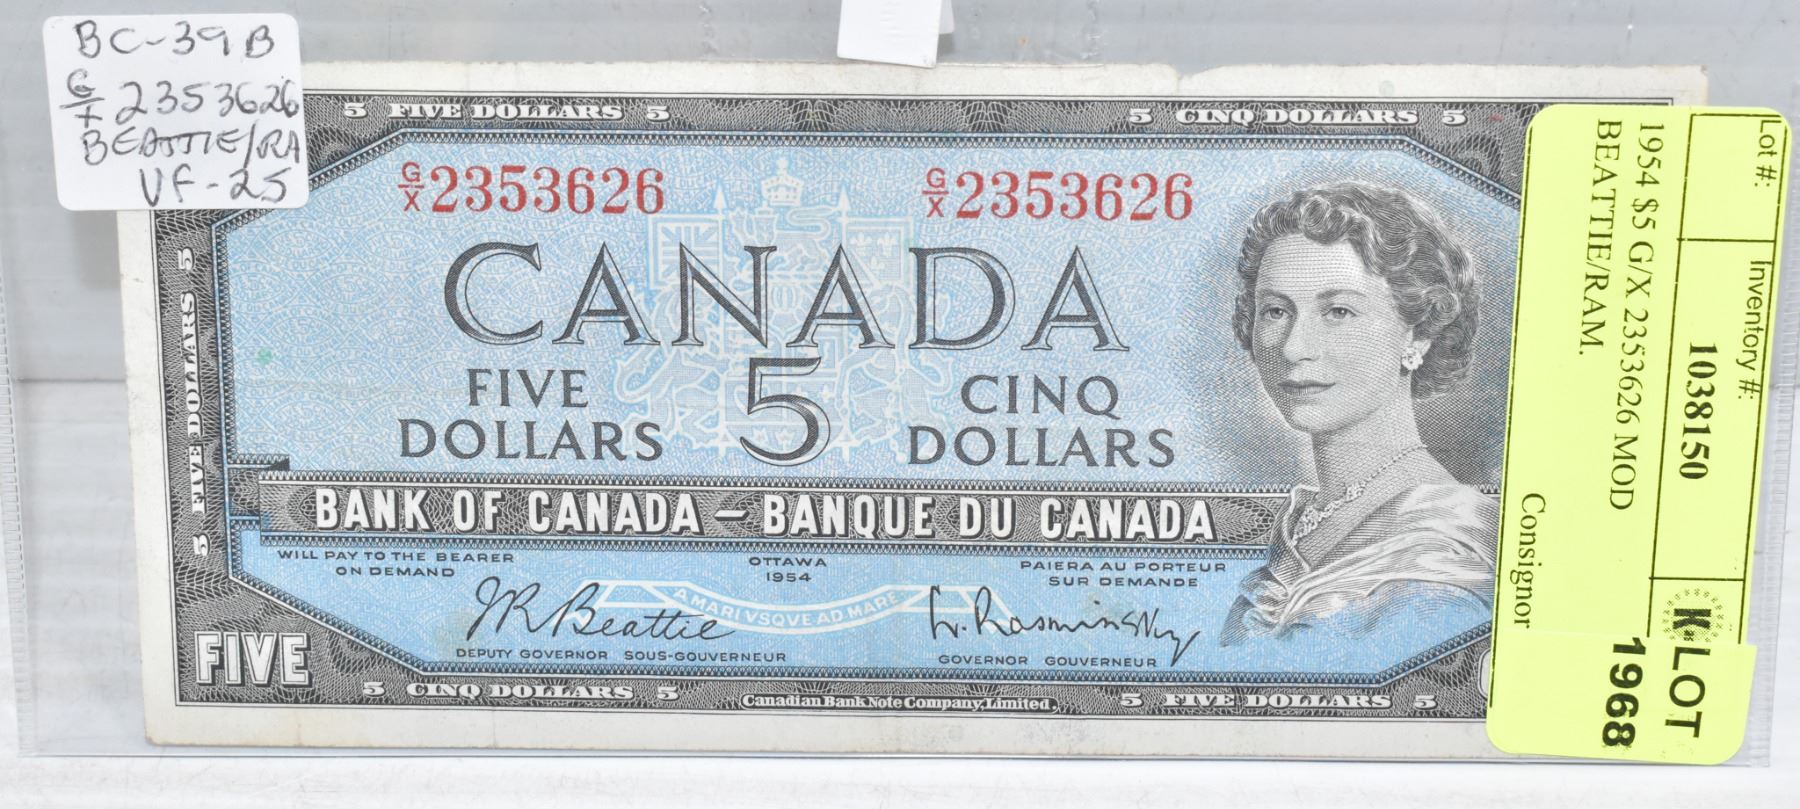 BC-39B
G/X 2353626
BEATTIE/RA
VF-25
5 FIVE DOLLARS 5
5 CINQ DOLLARS 5
G/X 2353626
G/X 2353626
CANADA
5
FIVE
DOLLARS
CINQ
DOLLARS
5 FIVE DOLLARS 5
BANK OF CANADA – BANQUE DU CANADA
WILL PAY TO THE BEARER
ON DEMAND
OTTAWA
1954
PAIERA AU PORTEUR
SUR DEMANDE
A MARI VSQVE AD MARE
J.R. Beattie
L. Rasminsky
DEPUTY GOVERNOR SOUS-GOUVERNEUR
GOVERNOR GOUVERNEUR
FIVE
5 CINQ DOLLARS 5
Canadian Bank Note Company, Limited.
5 FIVE DOLLARS 5
Lot #:
Inventory #:
1038150
1954 $5 G/X 2353626 MOD
BEATTIE/RAM.
Consignor
K
LOT
1968